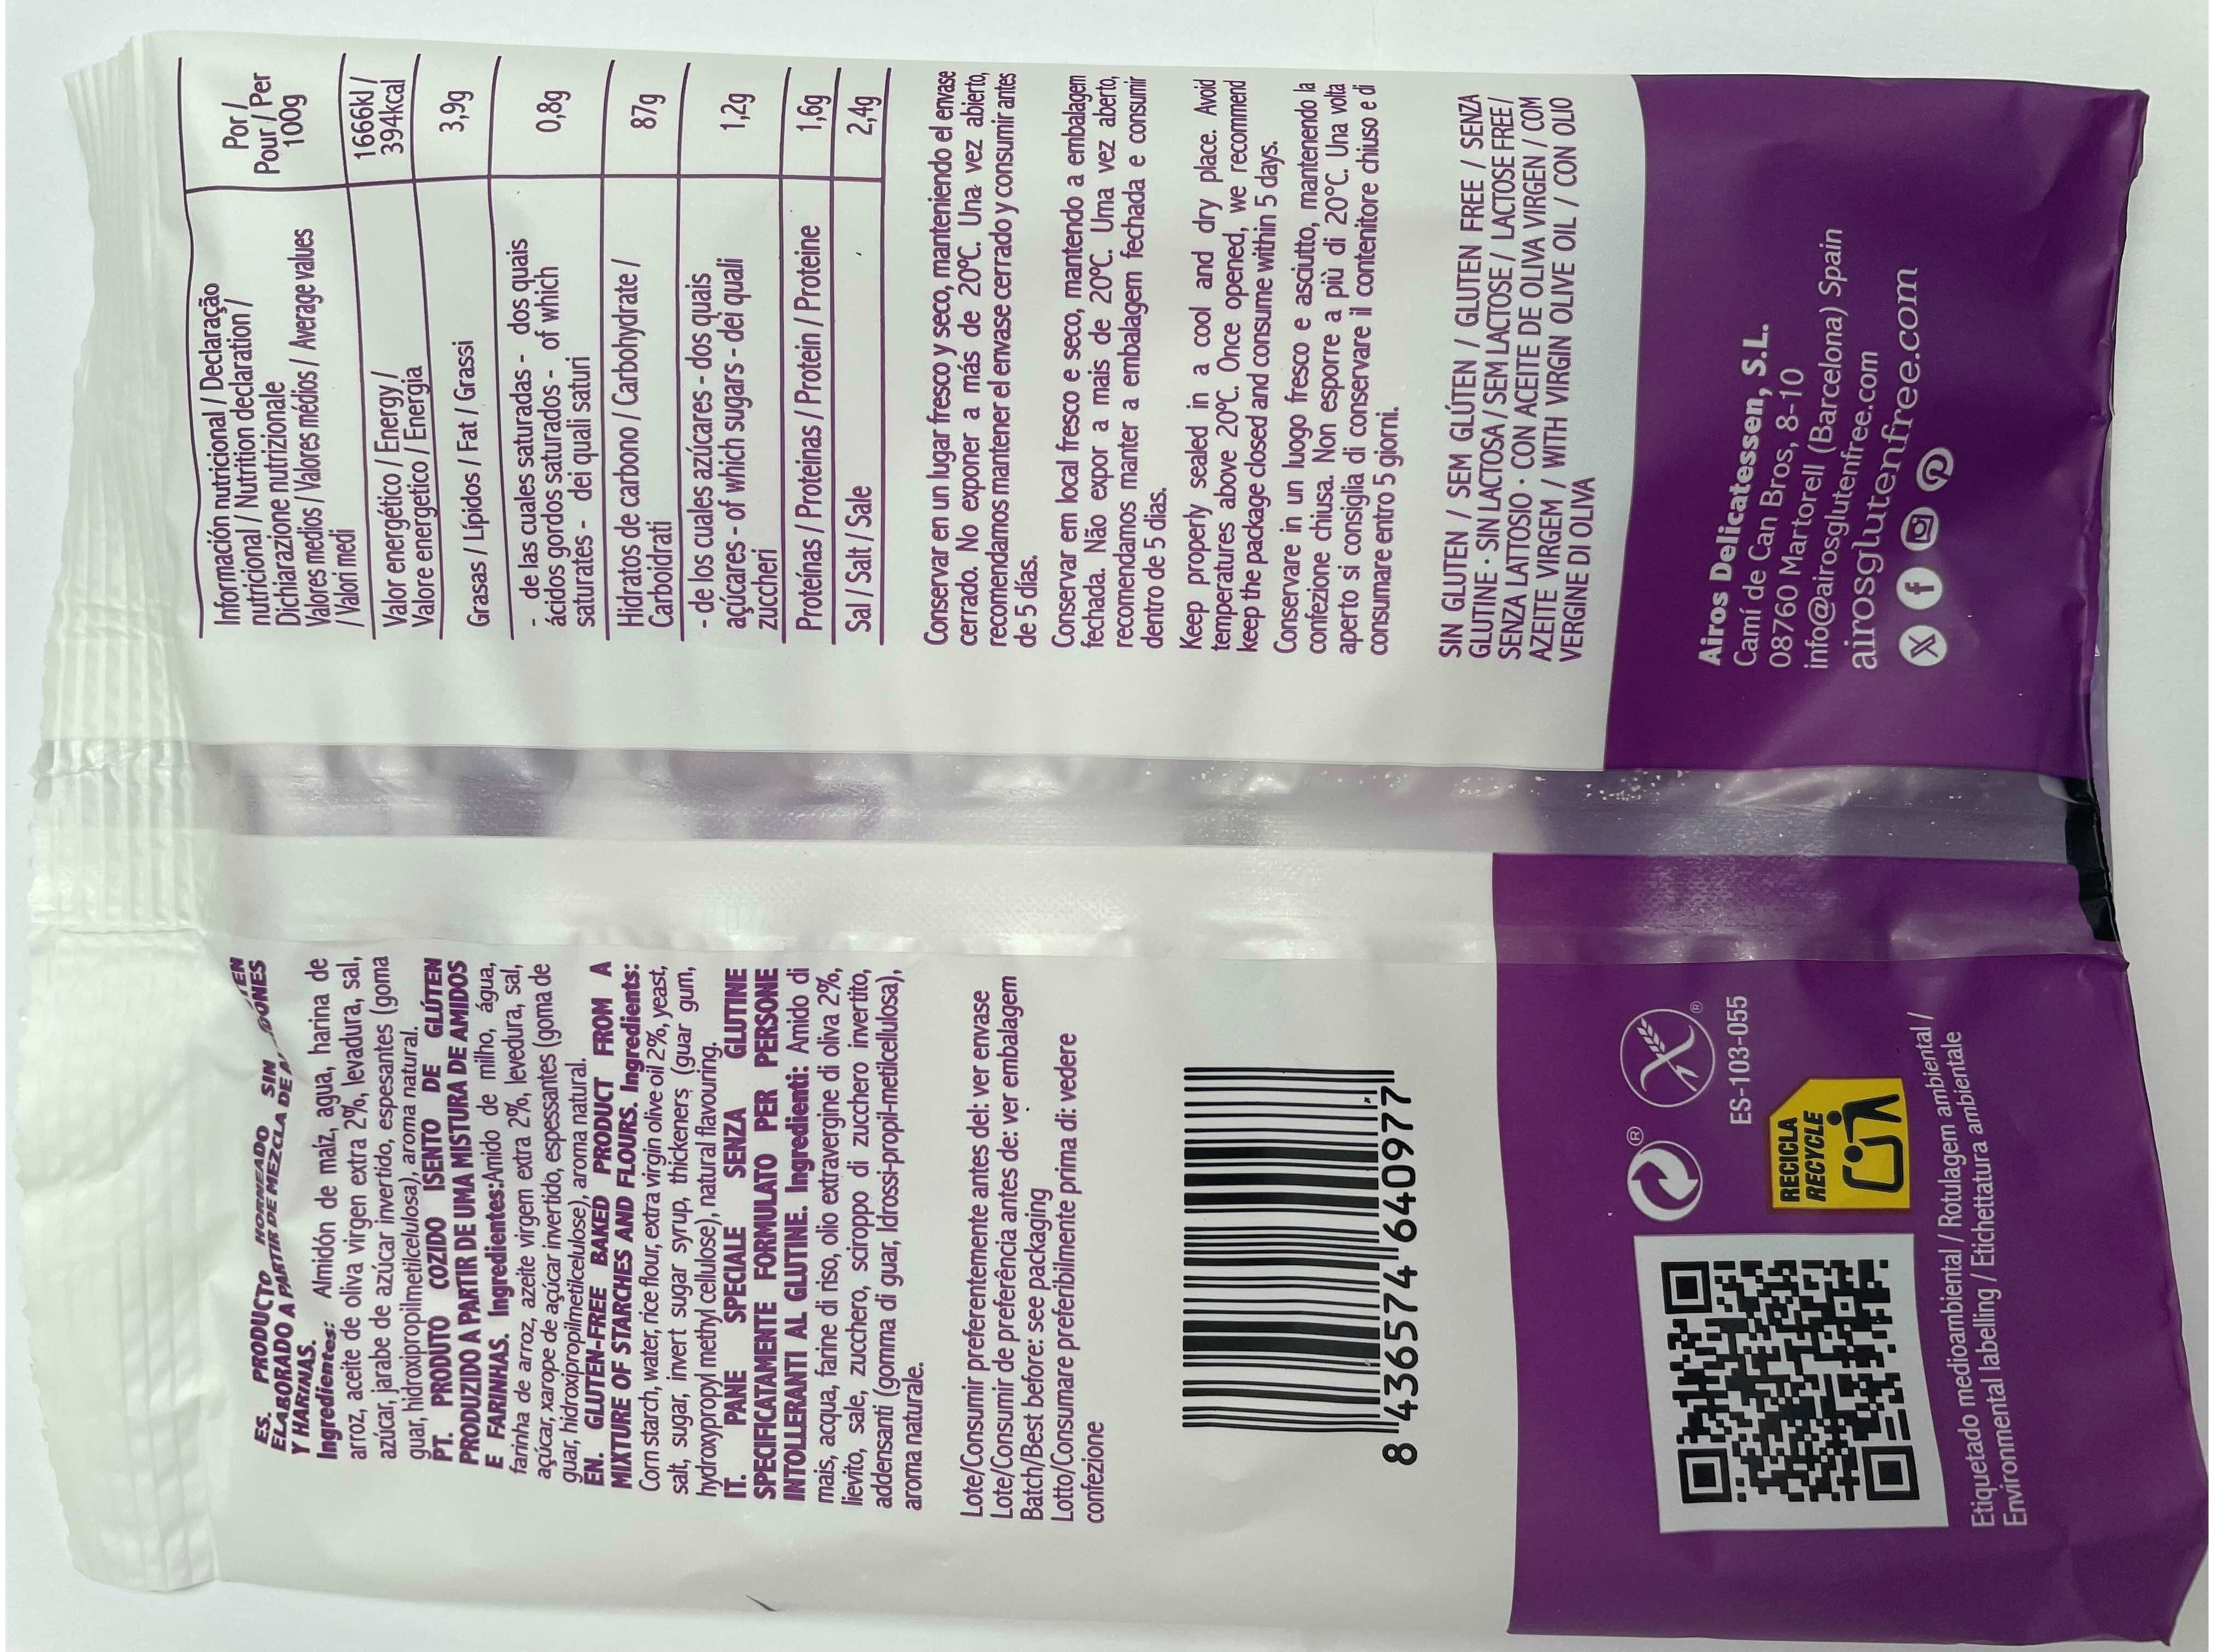 ES. PRODUCTO HORNEADO SIN
ELABORADO A PARTIR DE MEZCLA DE
Y HARINAS.
Ingredientes: Almidón de maíz, agua, harina de
arroz, aceite de oliva virgen extra 2%, levadura, sal,
azúcar, jarabe de azúcar invertido, espesantes (goma
guar, hidroxipropilmetilcelulosa), aroma natural.
PT. PRODUTO COZIDO ISENTO DE GLÚTEN
PRODUZIDO A PARTIR DE UMA MISTURA DE AMIDOS
E FARINHAS. Ingredientes:Amido de milho, água,
farinha de arroz, azeite virgem extra 2%, levedura, sal,
açúcar, xarope de açúcar invertido, espessantes (goma de
guar, hidroxipropilmetilcelulose), aroma natural.
EN. GLUTEN-FREE BAKED PRODUCT FROM A
MIXTURE OF STARCHES AND FLOURS. Ingredients:
Corn starch, water, rice flour, extra virgin olive oil 2%, yeast,
salt, sugar, invert sugar syrup, thickeners (guar gum,
hydroxypropyl methyl cellulose), natural flavouring.
IT. PANE SPECIALE SENZA GLUTINE
SPECIFICATAMENTE FORMULATO PER PERSONE
INTOLLERANTI AL GLUTINE. Ingredienti: Amido di
mais, acqua, farine di riso, olio extravergine di oliva 2%,
lievito, sale, zucchero, sciroppo di zucchero invertito,
addensanti (gomma di guar, Idrossi-propil-metilcellulosa),
aroma naturale.
Lote/Consumir preferentemente antes del: ver envase
Lote/Consumir de preferência antes de: ver embalagem
Batch/Best before: see packaging
Lotto/Consumare preferibilmente prima di: vedere
confezione
8 436574 640977
®
®
ES-103-055
RECICLA
RECYCLE
Etiquetado medioambiental / Rotulagem ambiental /
Environmental labelling / Etichettatura ambientale
Información nutricional / Declaração
nutricional / Nutrition declaration /
Dichiarazione nutrizionale
Valores medios / Valores médios / Average values
/ Valori medi
Por /
Pour / Per
100g
Valor energético / Energy /
Valore energetico / Energia
1666kJ /
394kcal
Grasas / Lípidos / Fat / Grassi
3,9g
- de las cuales saturadas - dos quais
ácidos gordos saturados - of which
saturates - dei quali saturi
0,8g
Hidratos de carbono / Carbohydrate /
Carboidrati
87g
- de los cuales azúcares - dos quais
açúcares - of which sugars - dei quali
zuccheri
1,2g
Proteínas / Proteinas / Protein / Proteine
1,6g
Sal / Salt / Sale
2,4g
Conservar en un lugar fresco y seco, manteniendo el envase
cerrado. No exponer a más de 20ºC. Una vez abierto,
recomendamos mantener el envase cerrado y consumir antes
de 5 días.
Conservar em local fresco e seco, mantendo a embalagem
fechada. Não expor a mais de 20ºC. Uma vez aberto,
recomendamos manter a embalagem fechada e consumir
dentro de 5 dias.
Keep properly sealed in a cool and dry place. Avoid
temperatures above 20ºC. Once opened, we recommend
keep the package closed and consume within 5 days.
Conservare in un luogo fresco e asciutto, mantenendo la
confezione chiusa. Non esporre a più di 20°C. Una volta
aperto si consiglia di conservare il contenitore chiuso e di
consumare entro 5 giorni.
SIN GLUTEN / SEM GLÚTEN / GLUTEN FREE / SENZA
GLUTINE · SIN LACTOSA / SEM LACTOSE / LACTOSE FREE /
SENZA LATTOSIO · CON ACEITE DE OLIVA VIRGEN / COM
AZEITE VIRGEM / WITH VIRGIN OLIVE OIL / CON OLIO
VERGINE DI OLIVA
Airos Delicatessen, S.L.
Camí de Can Bros, 8-10
08760 Martorell (Barcelona) Spain
info@airosglutenfree.com
airosglutenfree.com